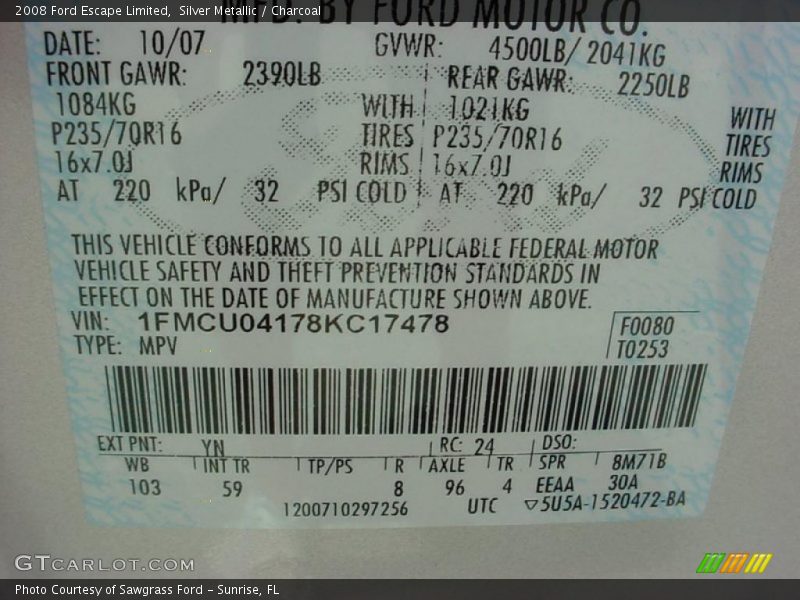 2008 Ford Escape Limited,  Silver Metallic / Charcoal
MFD. BY FORD MOTOR CO.
DATE: 10/07 GVWR: 4500LB/ 2041KG
FRONT GAWR: 2390LB REAR GAWR: 2250LB
1084KG WITH 1021KG WITH
P235/70R16 TIRES P235/70R16 TIRES
16x7.0J RIMS 16x7.0J RIMS
AT 220 kPa/ 32 PSI COLD AT 220 kPa/ 32 PSI COLD
THIS VEHICLE CONFORMS TO ALL APPLICABLE FEDERAL MOTOR
VEHICLE SAFETY AND THEFT PREVENTION STANDARDS IN
EFFECT ON THE DATE OF MANUFACTURE SHOWN ABOVE.
VIN: 1FMCU04178KC17478 F0080
TYPE: MPV T0253
EXT PNT: YN RC: 24 DSO:
WB INT TR TP/PS R AXLE TR SPR 8M71B
103 59 8 96 4 EEAA 30A
1200710297256 UTC ▽5U5A-1520472-BA
GTCARLOT.COM
Photo Courtesy of Sawgrass Ford - Sunrise, FL